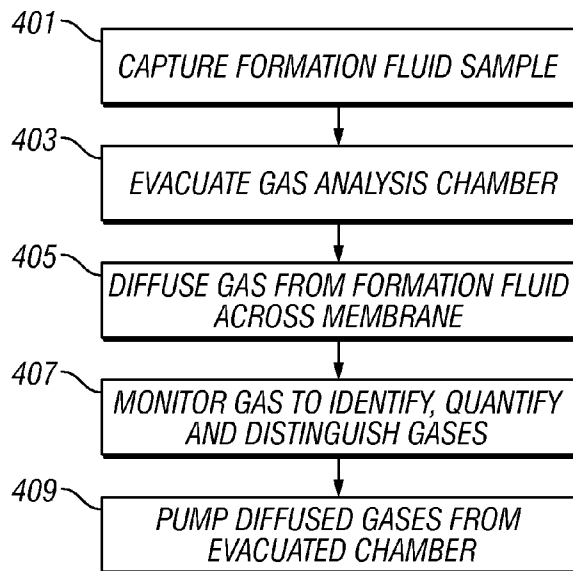 401
CAPTURE FORMATION FLUID SAMPLE
403
EVACUATE GAS ANALYSIS CHAMBER
405
DIFFUSE GAS FROM FORMATION FLUID
ACROSS MEMBRANE
407
MONITOR GAS TO IDENTIFY, QUANTIFY
AND DISTINGUISH GASES
409
PUMP DIFFUSED GASES FROM
EVACUATED CHAMBER